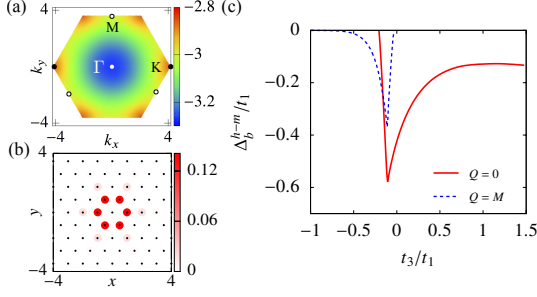 (a)
4
k_y
−4
M
Γ
K
−4
4
k_x
−2.8
−3
−3.2
(b)
4
y
−4
−4
4
x
0.12
0.06
0
(c)
Δ_b^{h−m}/t_1
0
−0.2
−0.4
−0.6
Q = 0
Q = M
−1
−0.5
0
0.5
1
1.5
t_3/t_1